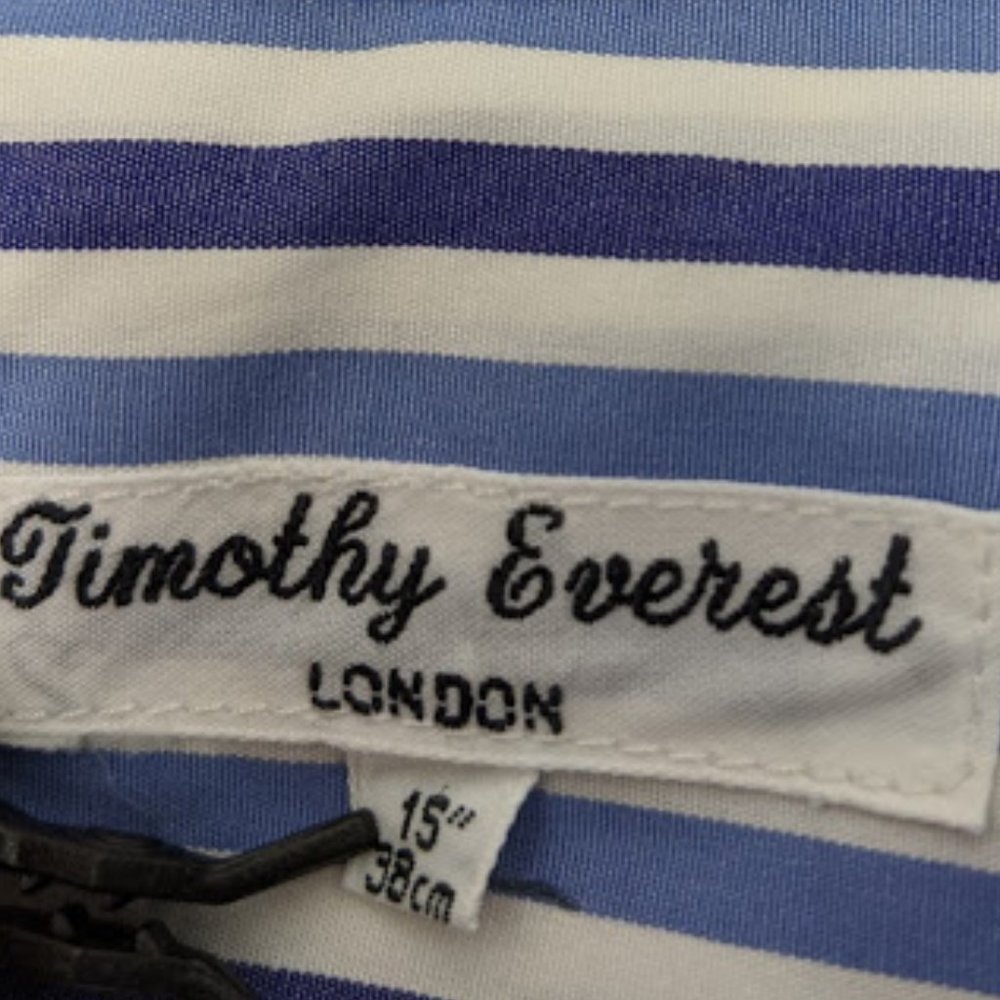 Timothy Everest
LONDON
15"
38cm